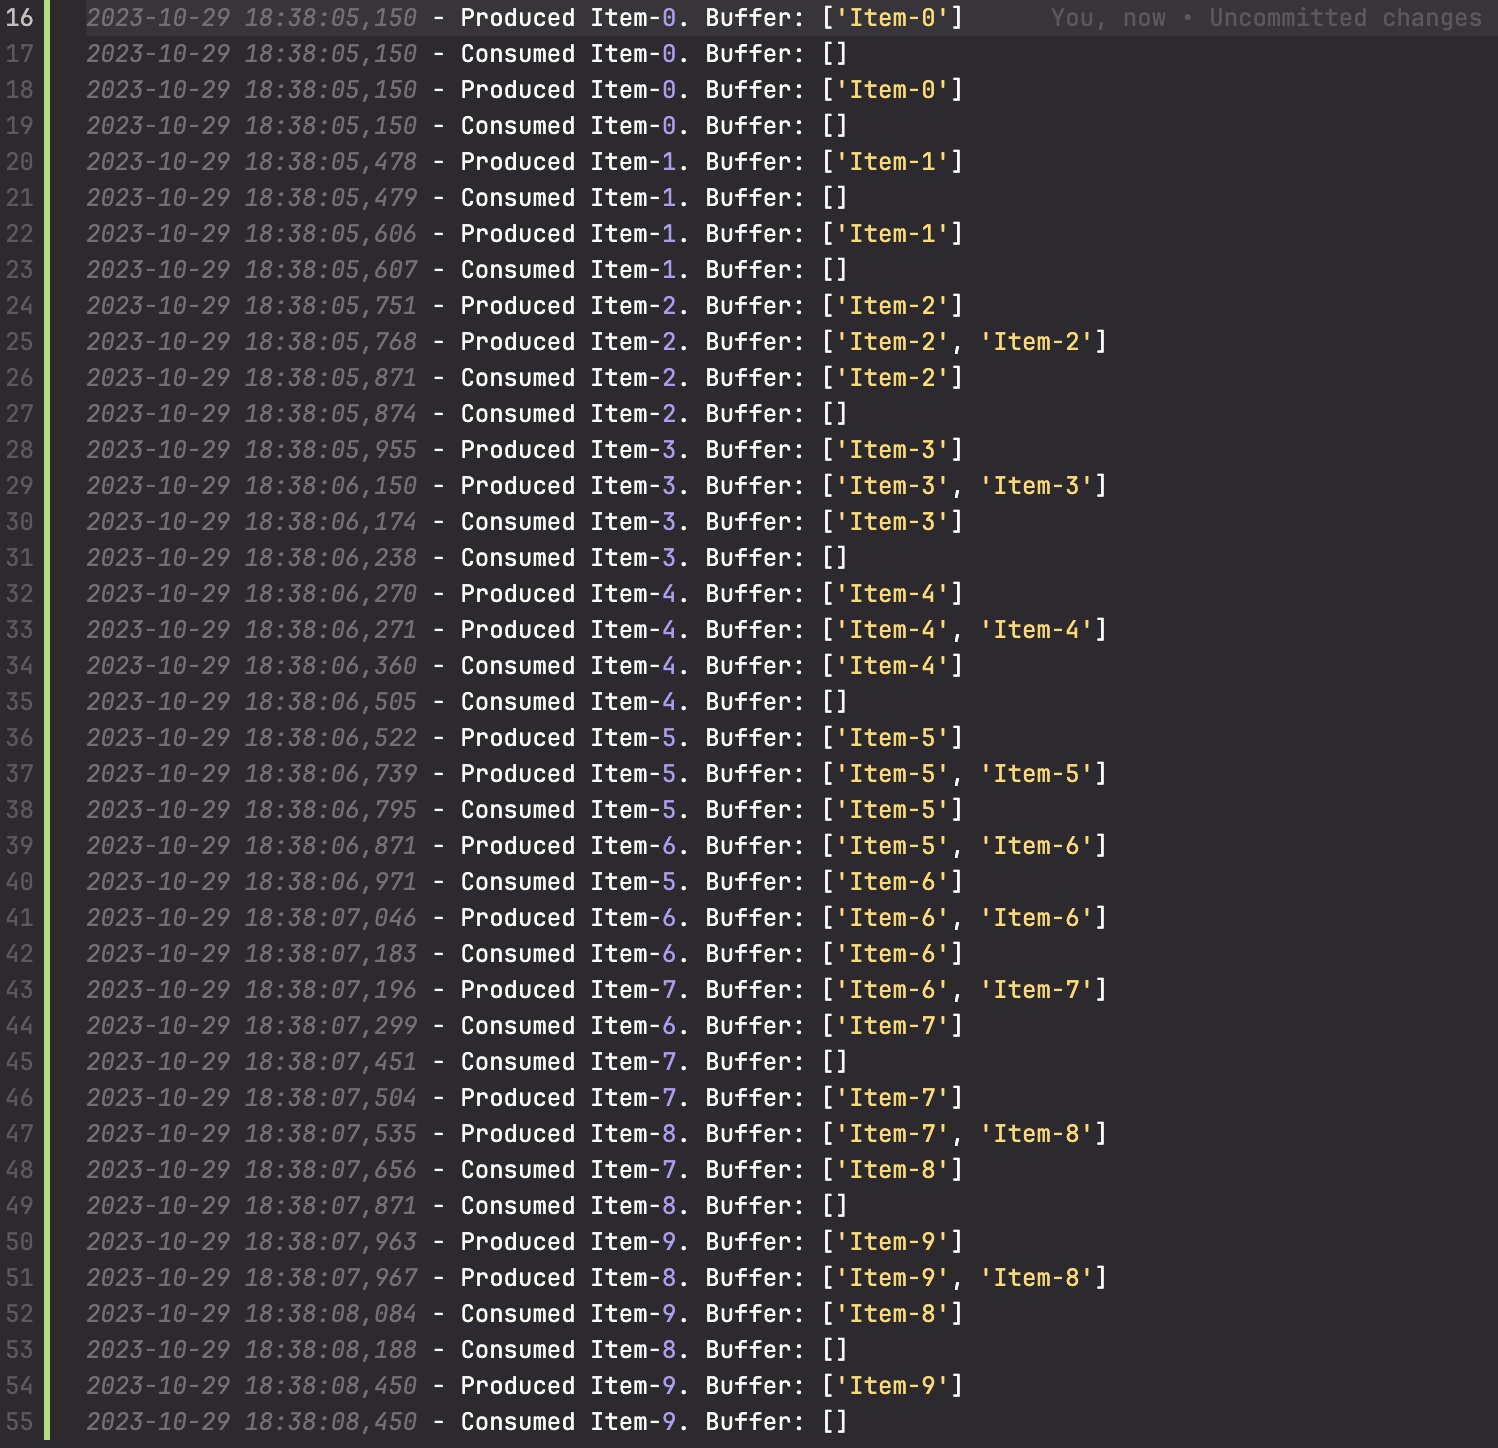 16 2023-10-29 18:38:05,150 - Produced Item-0. Buffer: ['Item-0'] You, now • Uncommitted changes
17 2023-10-29 18:38:05,150 - Consumed Item-0. Buffer: []
18 2023-10-29 18:38:05,150 - Produced Item-0. Buffer: ['Item-0']
19 2023-10-29 18:38:05,150 - Consumed Item-0. Buffer: []
20 2023-10-29 18:38:05,478 - Produced Item-1. Buffer: ['Item-1']
21 2023-10-29 18:38:05,479 - Consumed Item-1. Buffer: []
22 2023-10-29 18:38:05,606 - Produced Item-1. Buffer: ['Item-1']
23 2023-10-29 18:38:05,607 - Consumed Item-1. Buffer: []
24 2023-10-29 18:38:05,751 - Produced Item-2. Buffer: ['Item-2']
25 2023-10-29 18:38:05,768 - Produced Item-2. Buffer: ['Item-2', 'Item-2']
26 2023-10-29 18:38:05,871 - Consumed Item-2. Buffer: ['Item-2']
27 2023-10-29 18:38:05,874 - Consumed Item-2. Buffer: []
28 2023-10-29 18:38:05,955 - Produced Item-3. Buffer: ['Item-3']
29 2023-10-29 18:38:06,150 - Produced Item-3. Buffer: ['Item-3', 'Item-3']
30 2023-10-29 18:38:06,174 - Consumed Item-3. Buffer: ['Item-3']
31 2023-10-29 18:38:06,238 - Consumed Item-3. Buffer: []
32 2023-10-29 18:38:06,270 - Produced Item-4. Buffer: ['Item-4']
33 2023-10-29 18:38:06,271 - Produced Item-4. Buffer: ['Item-4', 'Item-4']
34 2023-10-29 18:38:06,360 - Consumed Item-4. Buffer: ['Item-4']
35 2023-10-29 18:38:06,505 - Consumed Item-4. Buffer: []
36 2023-10-29 18:38:06,522 - Produced Item-5. Buffer: ['Item-5']
37 2023-10-29 18:38:06,739 - Produced Item-5. Buffer: ['Item-5', 'Item-5']
38 2023-10-29 18:38:06,795 - Consumed Item-5. Buffer: ['Item-5']
39 2023-10-29 18:38:06,871 - Produced Item-6. Buffer: ['Item-5', 'Item-6']
40 2023-10-29 18:38:06,971 - Consumed Item-5. Buffer: ['Item-6']
41 2023-10-29 18:38:07,046 - Produced Item-6. Buffer: ['Item-6', 'Item-6']
42 2023-10-29 18:38:07,183 - Consumed Item-6. Buffer: ['Item-6']
43 2023-10-29 18:38:07,196 - Produced Item-7. Buffer: ['Item-6', 'Item-7']
44 2023-10-29 18:38:07,299 - Consumed Item-6. Buffer: ['Item-7']
45 2023-10-29 18:38:07,451 - Consumed Item-7. Buffer: []
46 2023-10-29 18:38:07,504 - Produced Item-7. Buffer: ['Item-7']
47 2023-10-29 18:38:07,535 - Produced Item-8. Buffer: ['Item-7', 'Item-8']
48 2023-10-29 18:38:07,656 - Consumed Item-7. Buffer: ['Item-8']
49 2023-10-29 18:38:07,871 - Consumed Item-8. Buffer: []
50 2023-10-29 18:38:07,963 - Produced Item-9. Buffer: ['Item-9']
51 2023-10-29 18:38:07,967 - Produced Item-8. Buffer: ['Item-9', 'Item-8']
52 2023-10-29 18:38:08,084 - Consumed Item-9. Buffer: ['Item-8']
53 2023-10-29 18:38:08,188 - Consumed Item-8. Buffer: []
54 2023-10-29 18:38:08,450 - Produced Item-9. Buffer: ['Item-9']
55 2023-10-29 18:38:08,450 - Consumed Item-9. Buffer: []